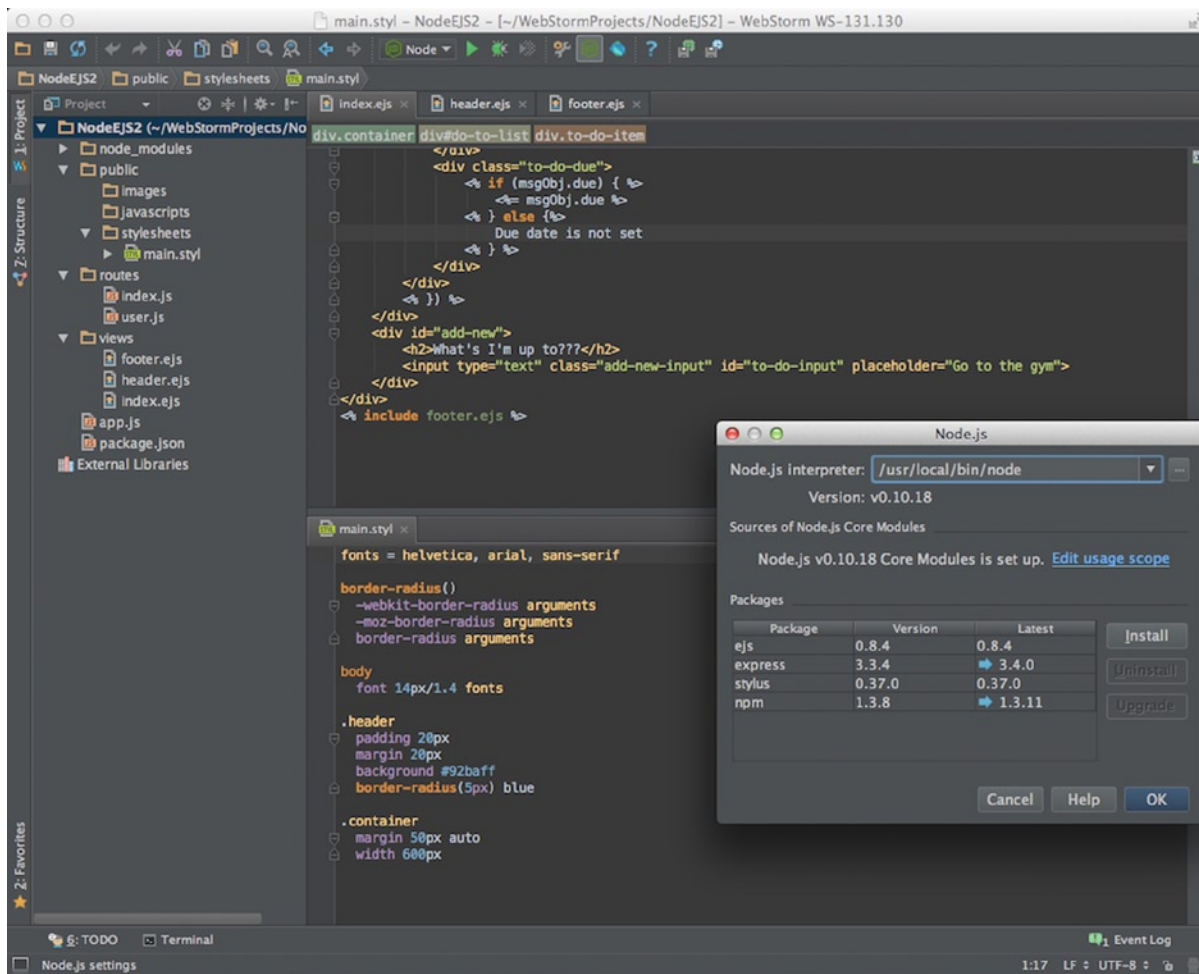 main.styl – NodeEJS2 – [~/WebStormProjects/NodeEJS2] – WebStorm WS-131.130
Node
NodeEJS2 public stylesheets main.styl
1: Project
7: Structure
2: Favorites
Project
NodeEJS2 (~/WebStormProjects/No
node_modules
public
images
javascripts
stylesheets
main.styl
routes
index.js
user.js
views
footer.ejs
header.ejs
index.ejs
app.js
package.json
External Libraries
index.ejs header.ejs footer.ejs
div.container div#do-to-list div.to-do-item
</div>
<div class="to-do-due">
<% if (msgObj.due) { %>
<%= msgObj.due %>
<% } else {%>
Due date is not set
<% } %>
</div>
</div>
<% }) %>
</div>
<div id="add-new">
<h2>What's I'm up to???</h2>
<input type="text" class="add-new-input" id="to-do-input" placeholder="Go to the gym">
</div>
</div>
<% include footer.ejs %>
main.styl
fonts = helvetica, arial, sans-serif
border-radius()
-webkit-border-radius arguments
-moz-border-radius arguments
border-radius arguments
body
font 14px/1.4 fonts
.header
padding 20px
margin 20px
background #92baff
border-radius(5px) blue
.container
margin 50px auto
width 600px
Node.js
Node.js interpreter: /usr/local/bin/node
Version: v0.10.18
Sources of Node.js Core Modules
Node.js v0.10.18 Core Modules is set up. Edit usage scope
Packages
Package Version Latest
ejs 0.8.4 0.8.4
express 3.3.4 3.4.0
stylus 0.37.0 0.37.0
npm 1.3.8 1.3.11
Install
Uninstall
Upgrade
Cancel Help OK
6: TODO Terminal
1 Event Log
Node.js settings
1:17 LF UTF-8